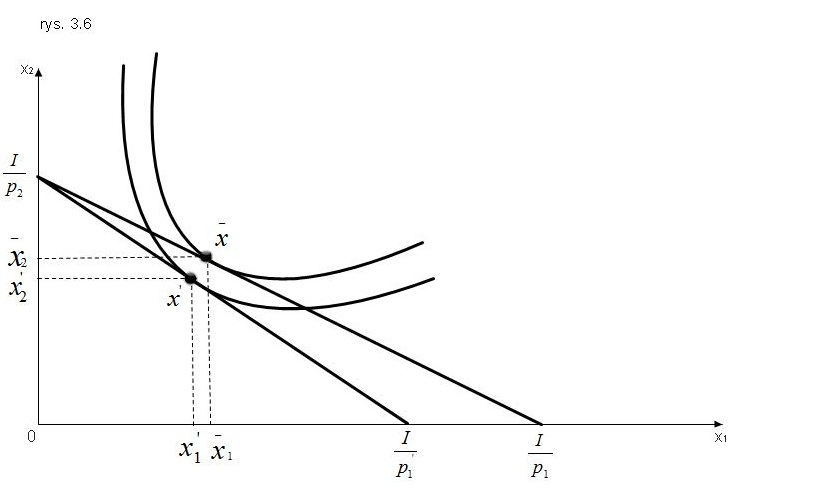 rys. 3.6
x₂
I
p₂
x̄
x̄₂
x₂'
x'
0
x₁' x̄₁
x₁
I
p₁'
I
p₁